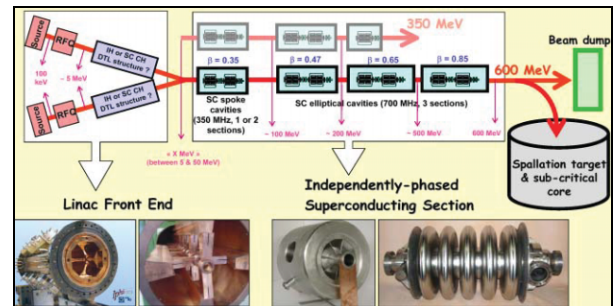 Source
RFQ
IH or SC CH
DTL structure ?
100
keV
~ 5 MeV
Source
RFQ
IH or SC CH
DTL structure ?
350 MeV
β = 0.35
β = 0.47
β = 0.65
β = 0.85
600 MeV
Beam dump
SC spoke
cavities
(350 MHz, 1 or 2
sections)
SC elliptical cavities (700 MHz, 3 sections)
« X MeV »
(between 5 & 50 MeV)
~ 100 MeV
~ 200 MeV
~ 500 MeV
600 MeV
Spallation target
& sub-critical
core
Linac Front End
Independently-phased
Superconducting Section